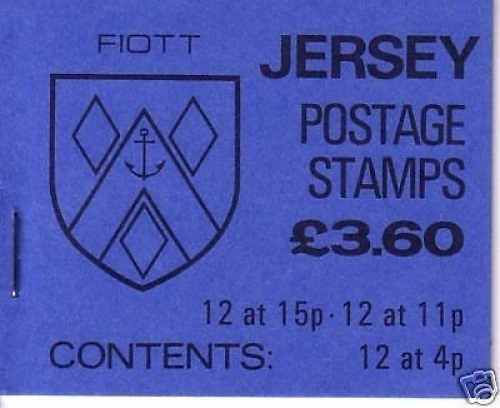 FIOTT
JERSEY
POSTAGE
STAMPS
£3.60
12 at 15p · 12 at 11p
CONTENTS: 12 at 4p